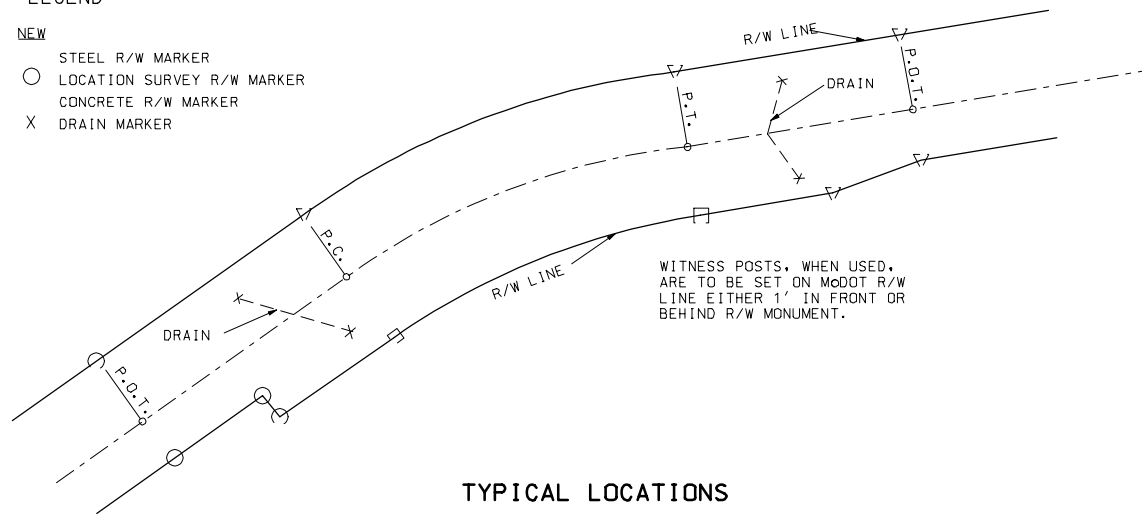 LEGEND
NEW
STEEL R/W MARKER
LOCATION SURVEY R/W MARKER
CONCRETE R/W MARKER
X DRAIN MARKER
R/W LINE
P.O.T.
DRAIN
P.T.
P.C.
R/W LINE
WITNESS POSTS, WHEN USED,
ARE TO BE SET ON MoDOT R/W
LINE EITHER 1' IN FRONT OR
BEHIND R/W MONUMENT.
DRAIN
P.O.T.
TYPICAL LOCATIONS